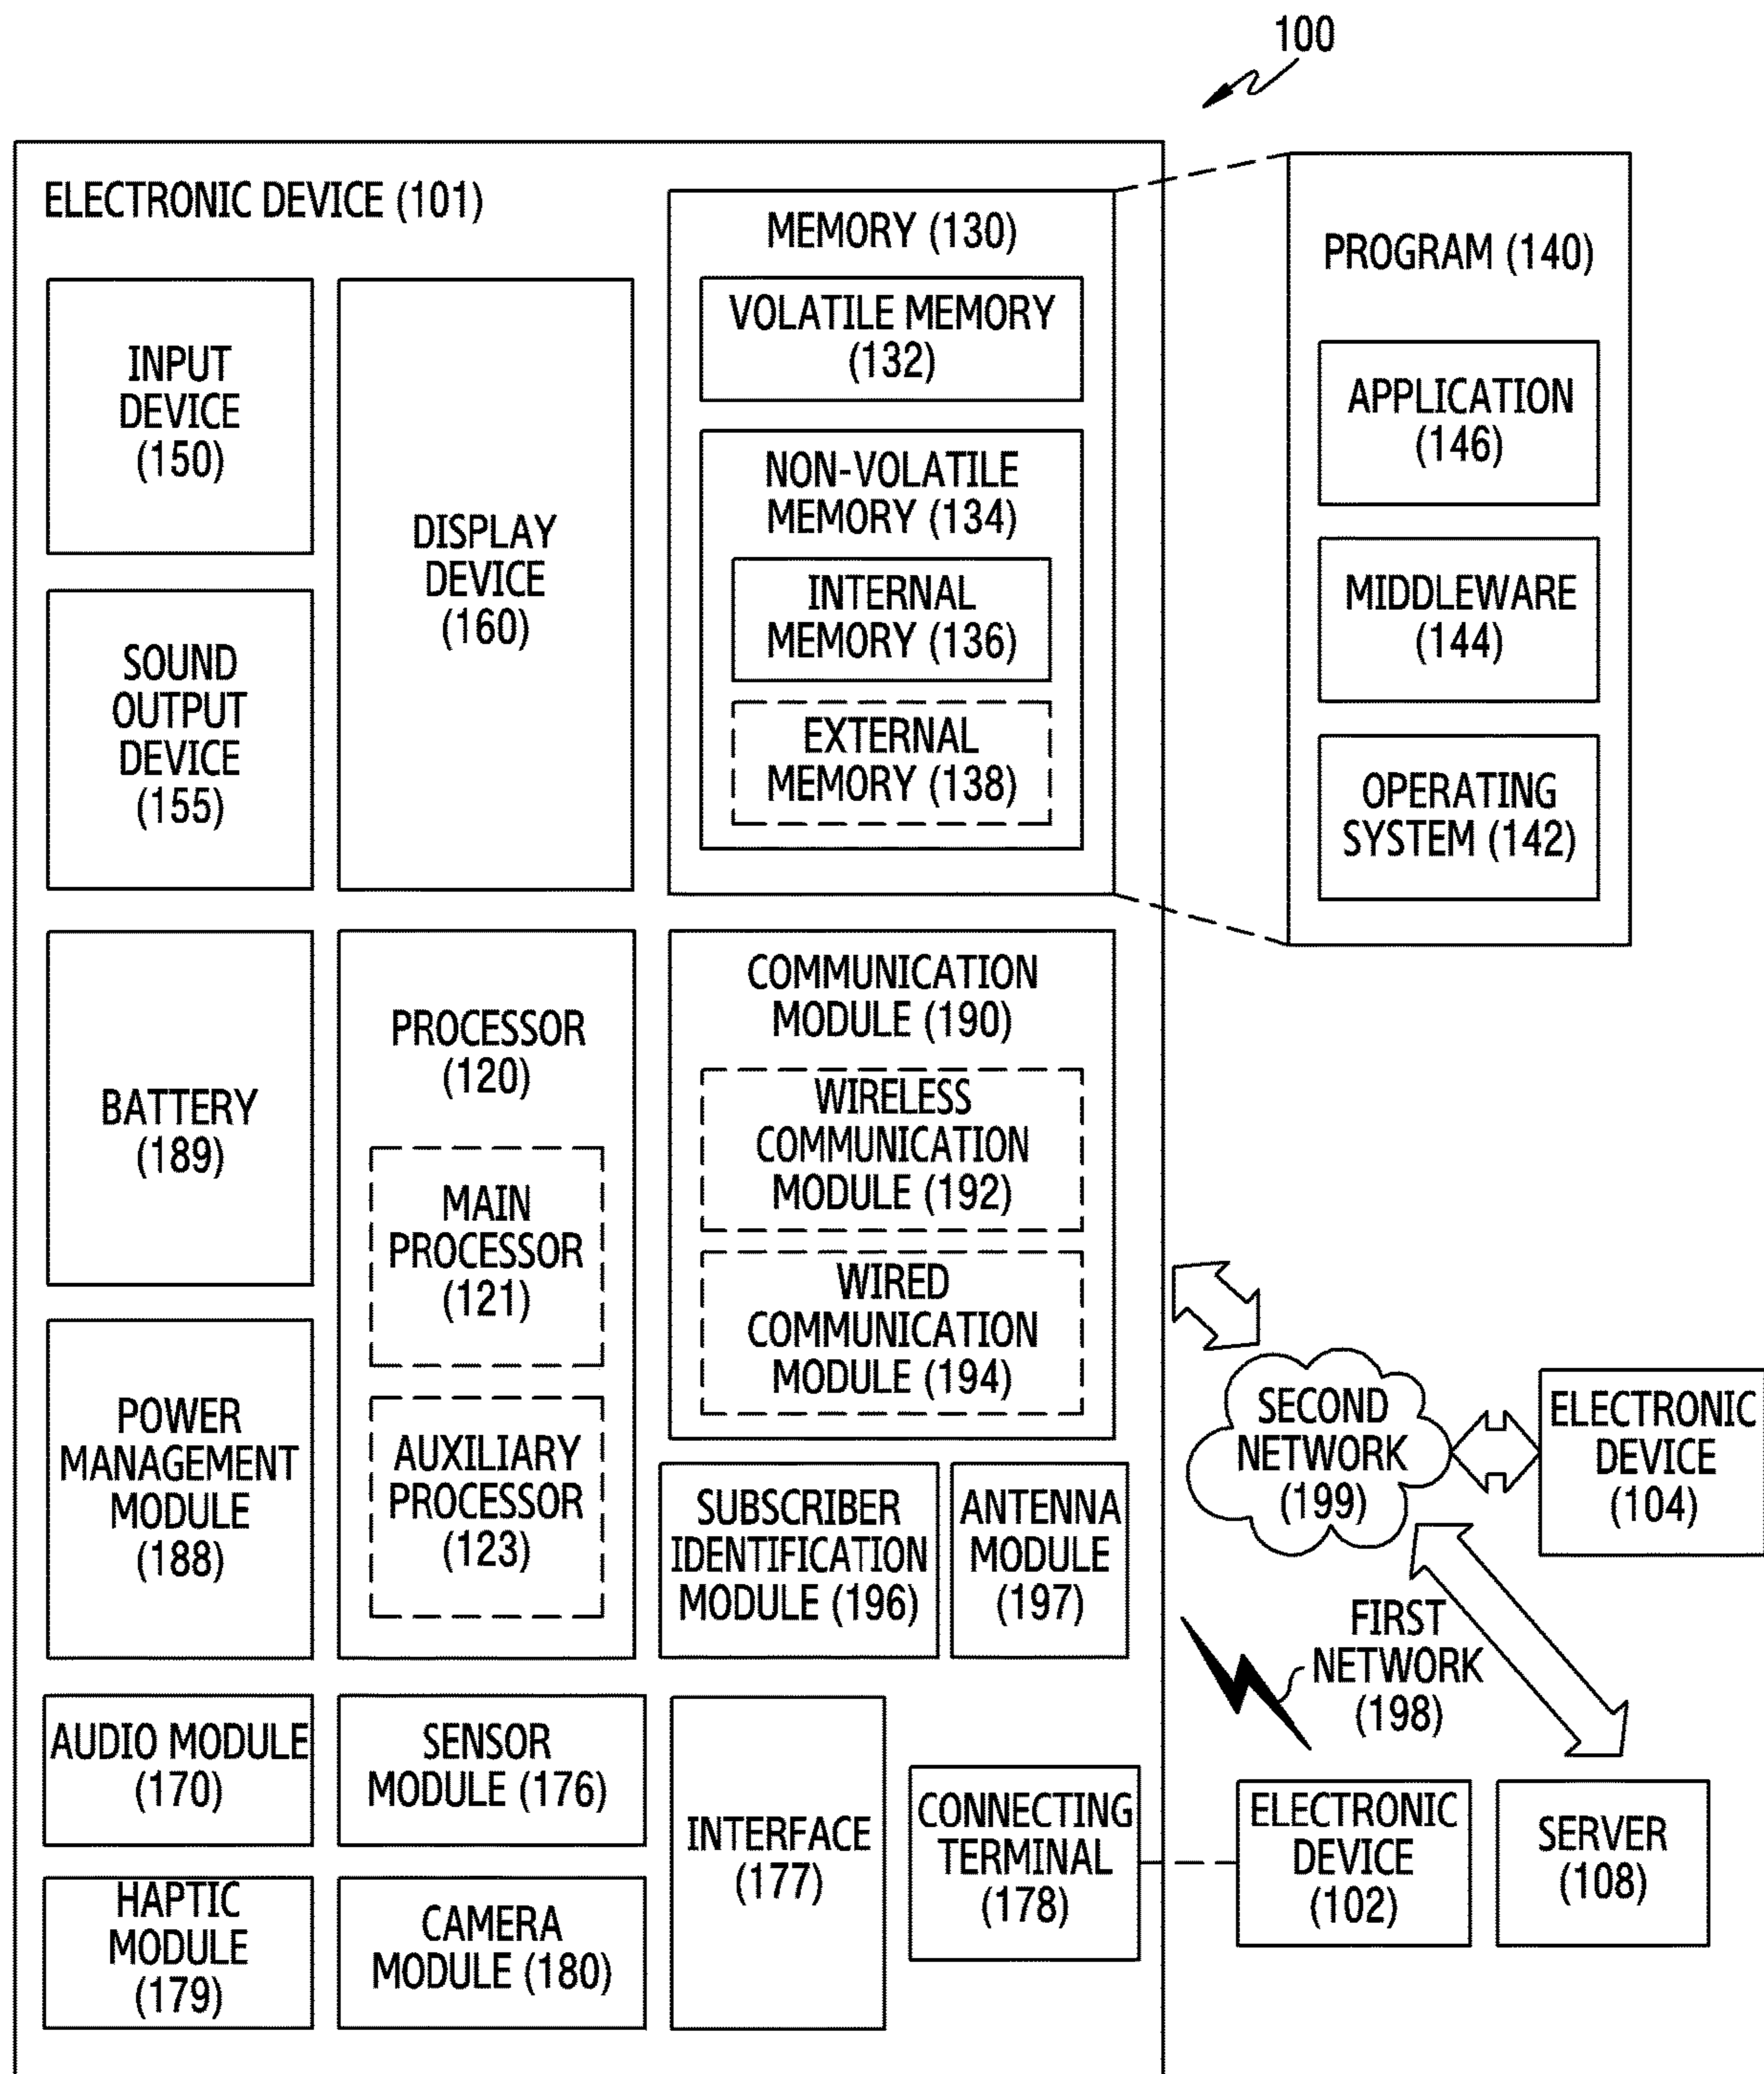 100
ELECTRONIC DEVICE (101)
INPUT
DEVICE
(150)
SOUND
OUTPUT
DEVICE
(155)
DISPLAY
DEVICE
(160)
MEMORY (130)
VOLATILE MEMORY
(132)
NON-VOLATILE
MEMORY (134)
INTERNAL
MEMORY (136)
EXTERNAL
MEMORY (138)
PROGRAM (140)
APPLICATION
(146)
MIDDLEWARE
(144)
OPERATING
SYSTEM (142)
BATTERY
(189)
POWER
MANAGEMENT
MODULE
(188)
PROCESSOR
(120)
MAIN
PROCESSOR
(121)
AUXILIARY
PROCESSOR
(123)
COMMUNICATION
MODULE (190)
WIRELESS
COMMUNICATION
MODULE (192)
WIRED
COMMUNICATION
MODULE (194)
SUBSCRIBER
IDENTIFICATION
MODULE (196)
ANTENNA
MODULE
(197)
SECOND
NETWORK
(199)
ELECTRONIC
DEVICE
(104)
FIRST
NETWORK
(198)
AUDIO MODULE
(170)
SENSOR
MODULE (176)
HAPTIC
MODULE
(179)
CAMERA
MODULE (180)
INTERFACE
(177)
CONNECTING
TERMINAL
(178)
ELECTRONIC
DEVICE
(102)
SERVER
(108)